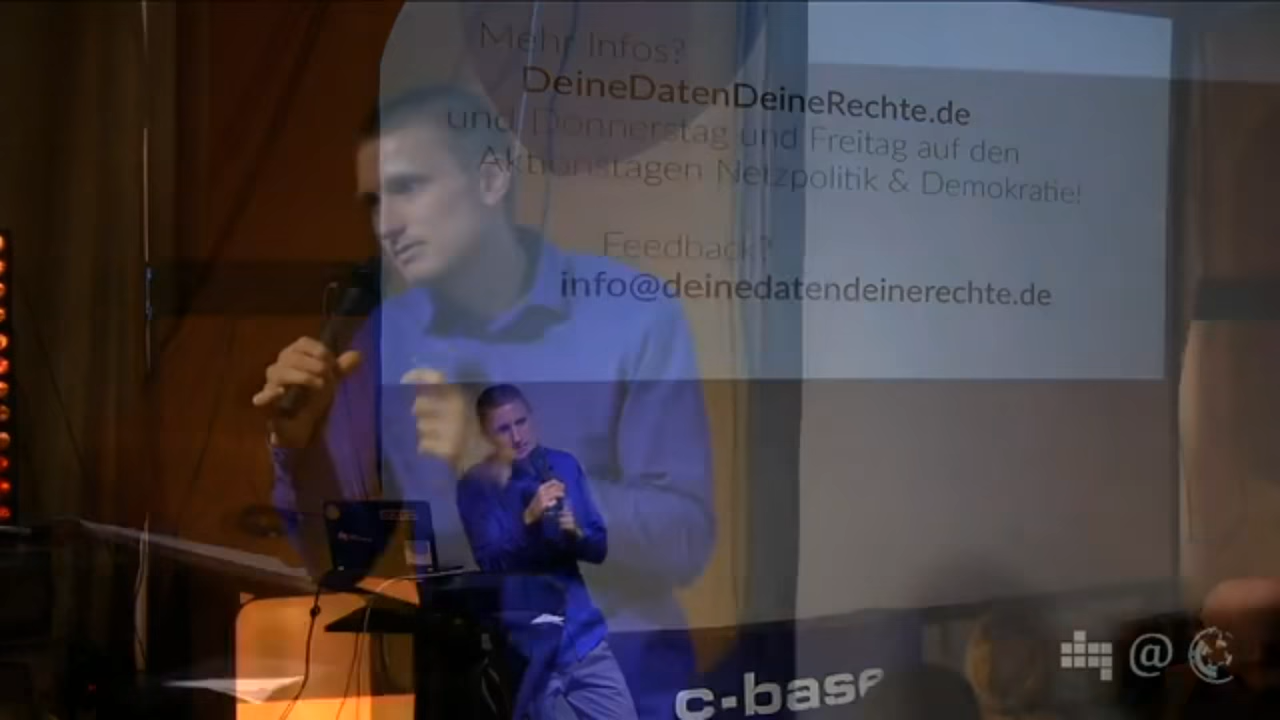 Mehr Infos?
DeineDatenDeineRechte.de
und Donnerstag und Freitag auf den
Aktionstagen Netzpolitik & Demokratie!
Feedback?
info@deinedatendeinerechte.de
c-base
@